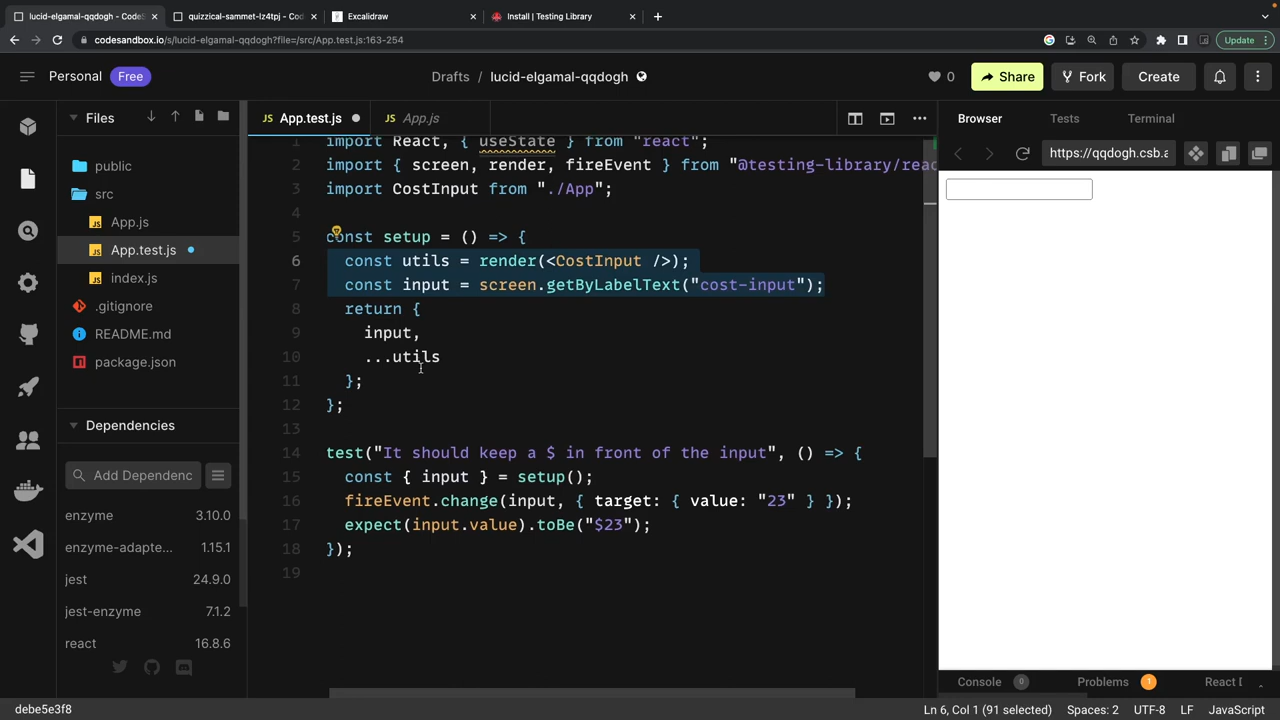 lucid-elgamal-qqdogh - CodeS
quizzical-sammet-lz4tpj - Cod
Excalidraw
Install | Testing Library
codesandbox.io/s/lucid-elgamal-qqdogh?file=/src/App.test.js:163-254
Update
Personal Free
Drafts / lucid-elgamal-qqdogh
0
Share
Fork
Create
Files
App.test.js
App.js
Browser
Tests
Terminal
https://qqdogh.csb.a
public
src
App.js
App.test.js
index.js
.gitignore
README.md
package.json
Dependencies
Add Dependenc
enzyme 3.10.0
enzyme-adapte... 1.15.1
jest 24.9.0
jest-enzyme 7.1.2
react 16.8.6
1 import React, { useState } from "react";
2 import { screen, render, fireEvent } from "@testing-library/reac
3 import CostInput from "./App";
4
5 const setup = () => {
6 const utils = render(<CostInput />);
7 const input = screen.getByLabelText("cost-input");
8 return {
9 input,
10 ...utils
11 };
12 };
13
14 test("It should keep a $ in front of the input", () => {
15 const { input } = setup();
16 fireEvent.change(input, { target: { value: "23" } });
17 expect(input.value).toBe("$23");
18 });
19
Console 0
Problems 1
React D
debe5e3f8
Ln 6, Col 1 (91 selected)
Spaces: 2
UTF-8
LF
JavaScript